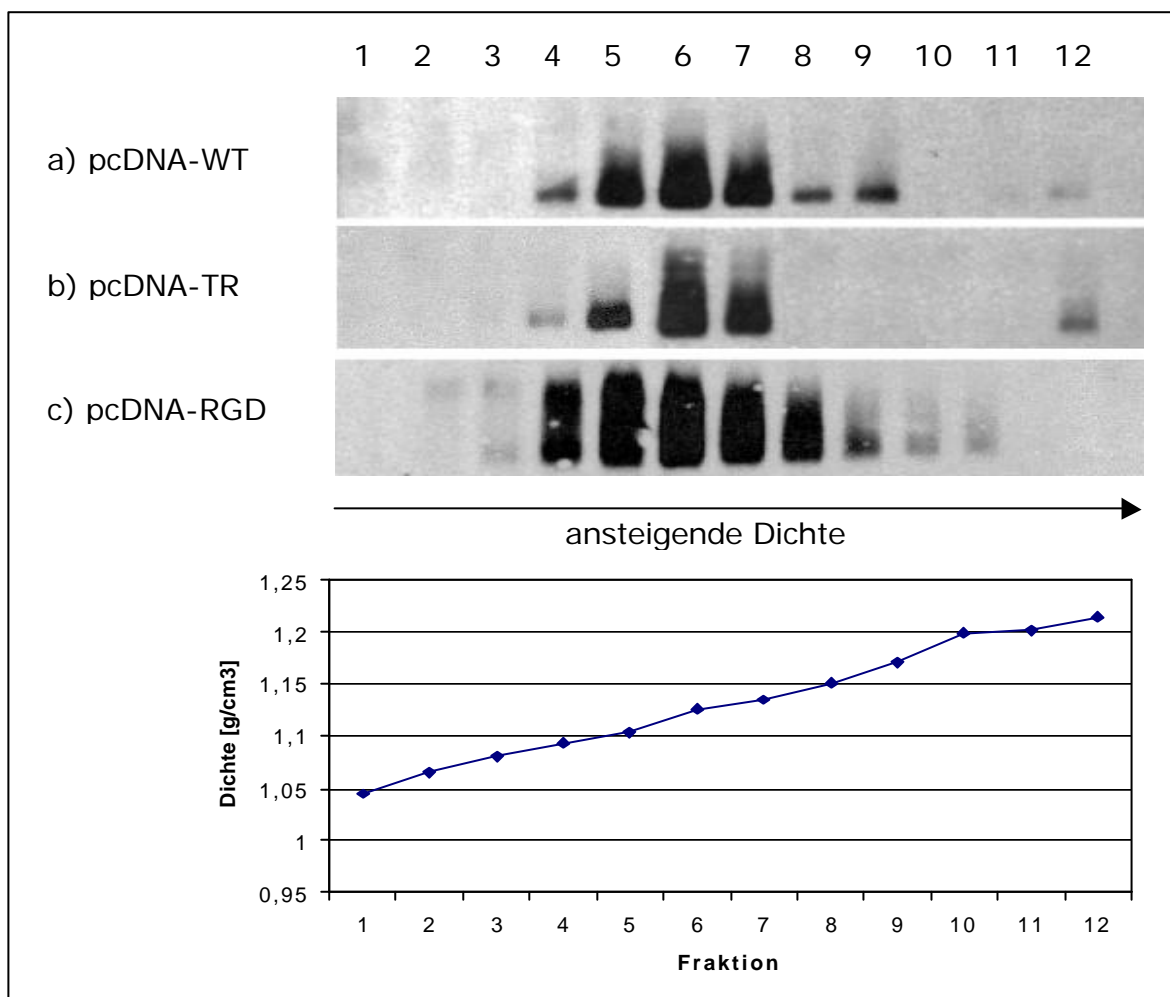 1 2 3 4 5 6 7 8 9 10 11 12
a) pcDNA-WT
b) pcDNA-TR
c) pcDNA-RGD
ansteigende Dichte
1,25
1,2
1,15
1,1
1,05
1
0,95
Dichte [g/cm3]
1 2 3 4 5 6 7 8 9 10 11 12
Fraktion